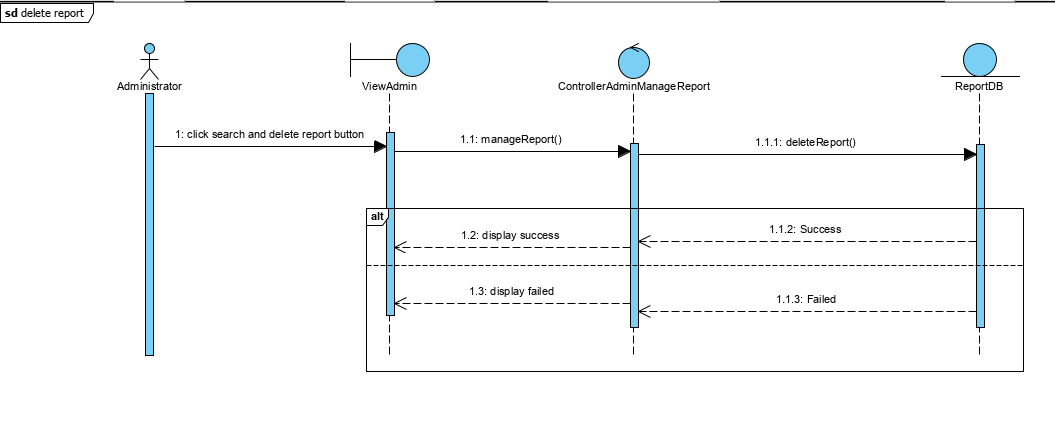 sd delete report
Administrator
ViewAdmin
ControllerAdminManageReport
ReportDB
1: click search and delete report button
1.1: manageReport()
1.1.1: deleteReport()
alt
1.2: display success
1.1.2: Success
1.3: display failed
1.1.3: Failed